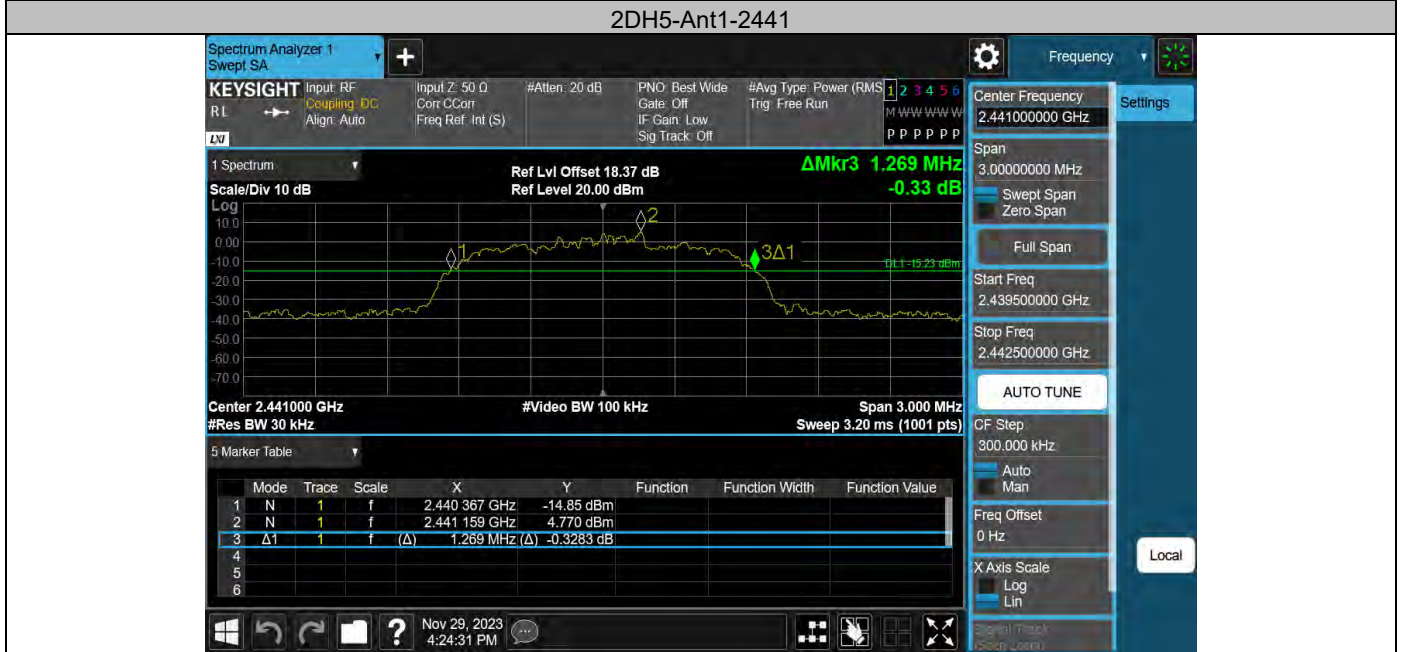 2DH5-Ant1-2441
Spectrum Analyzer 1
Swept SA
+
Frequency
KEYSIGHT
RL
LXI
Input: RF
Coupling: DC
Align: Auto
Input Z: 50 Ω
Corr CCorr
Freq Ref: Int (S)
#Atten: 20 dB
PNO: Best Wide
Gate: Off
IF Gain: Low
Sig Track: Off
#Avg Type: Power (RMS
Trig: Free Run
1 2 3 4 5 6
M W W W W W
P P P P P P
Center Frequency
2.441000000 GHz
Settings
Span
3.00000000 MHz
Swept Span
Zero Span
Full Span
Start Freq
2.439500000 GHz
Stop Freq
2.442500000 GHz
AUTO TUNE
CF Step
300.000 kHz
Auto
Man
Freq Offset
0 Hz
X Axis Scale
Log
Lin
Local
1 Spectrum
Scale/Div 10 dB
Ref Lvl Offset 18.37 dB
Ref Level 20.00 dBm
ΔMkr3 1.269 MHz
-0.33 dB
Log
10.0
0.00
-10.0
-20.0
-30.0
-40.0
-50.0
-60.0
-70.0
1
2
3Δ1
DL1 -15.23 dBm
Center 2.441000 GHz
#Video BW 100 kHz
Span 3.000 MHz
#Res BW 30 kHz
Sweep 3.20 ms (1001 pts)
5 Marker Table
Mode Trace Scale X Y Function Function Width Function Value
1 N 1 f 2.440 367 GHz -14.85 dBm
2 N 1 f 2.441 159 GHz 4.770 dBm
3 Δ1 1 f (Δ) 1.269 MHz (Δ) -0.3283 dB
4
5
6
?
Nov 29, 2023
4:24:31 PM